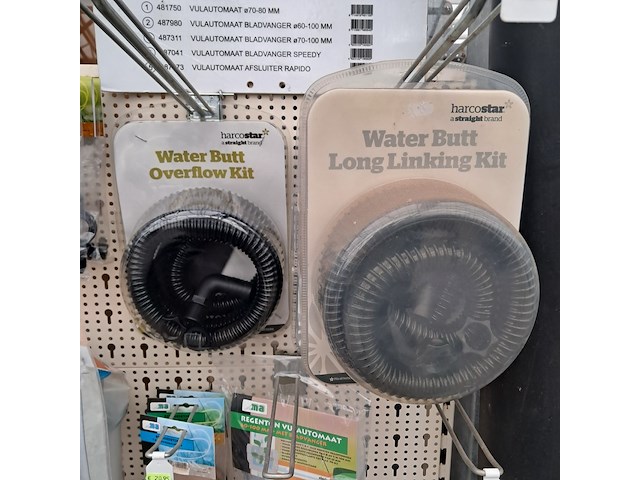 1 481750 VULAUTOMAAT ø70-80 MM
2 487980 VULAUTOMAAT BLADVANGER ø80-100 MM
487311 VULAUTOMAAT BLADVANGER ø70-100 MM
487041 VULAUTOMAAT BLADVANGER SPEEDY
VULAUTOMAAT AFSLUITER RAPIDO
harcostar
a straight brand
Water Butt
Overflow Kit
harcostar
a straight brand
Water Butt
Long Linking Kit
REGENTON VULAUTOMAAT